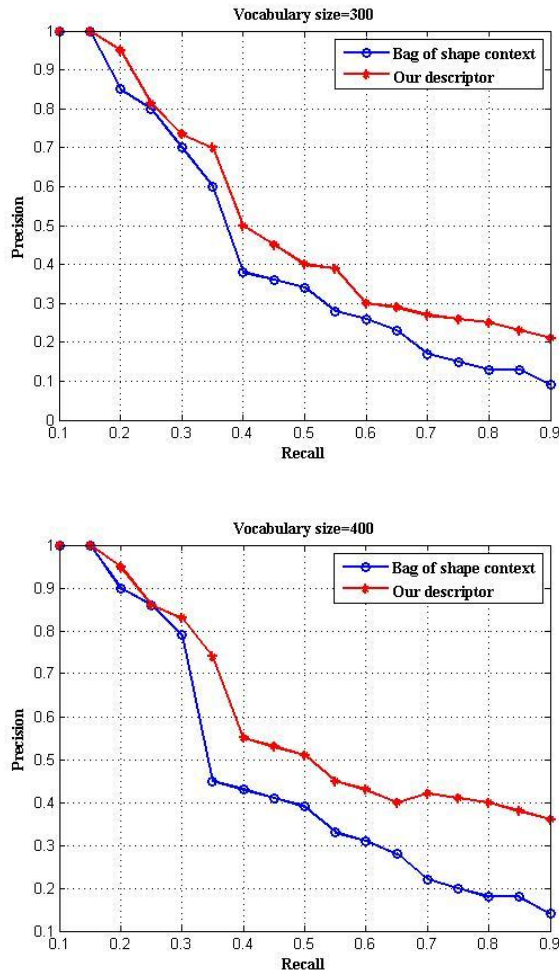 Vocabulary size=300
1
0.9
0.8
0.7
0.6
0.5
0.4
0.3
0.2
0.1
0
Precision
Bag of shape context
Our descriptor
0.1 0.2 0.3 0.4 0.5 0.6 0.7 0.8 0.9
Recall
Vocabulary size=400
1
0.9
0.8
0.7
0.6
0.5
0.4
0.3
0.2
0.1
Precision
Bag of shape context
Our descriptor
0.1 0.2 0.3 0.4 0.5 0.6 0.7 0.8 0.9
Recall